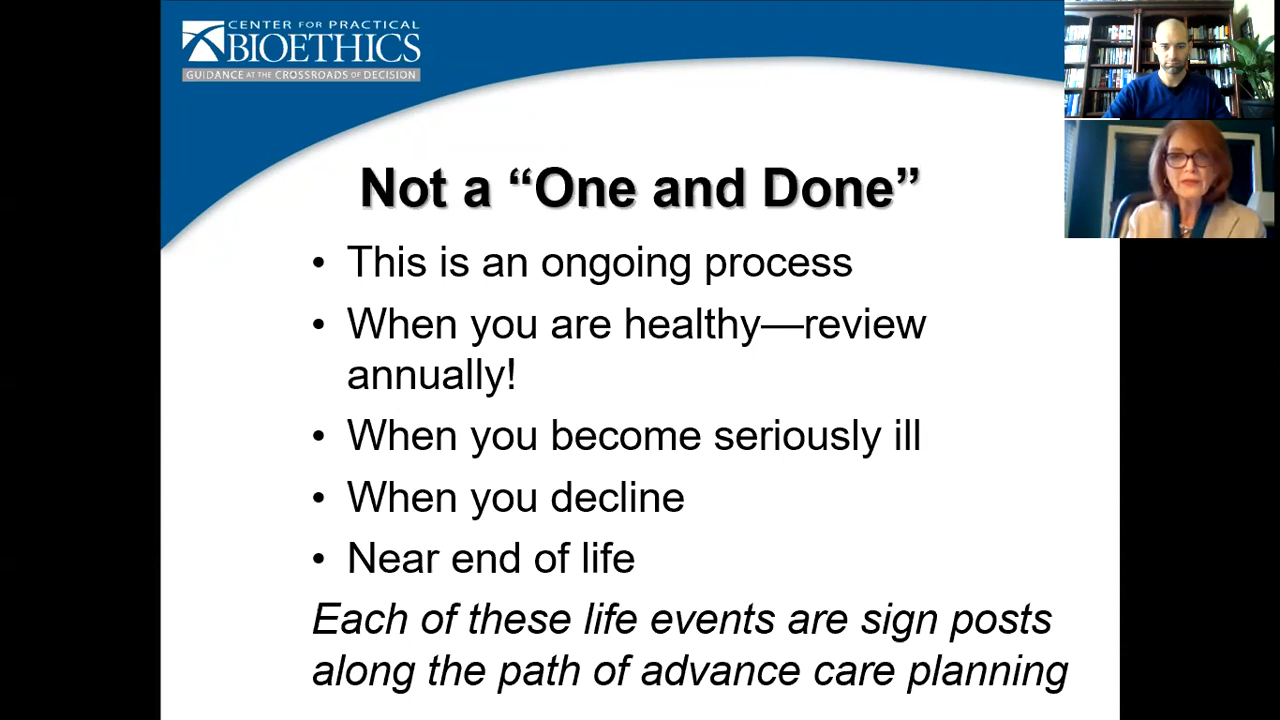 CENTER FOR PRACTICAL
BIOETHICS
GUIDANCE AT THE CROSSROADS OF DECISION
Not a “One and Done”
• This is an ongoing process
• When you are healthy—review
annually!
• When you become seriously ill
• When you decline
• Near end of life
Each of these life events are sign posts
along the path of advance care planning